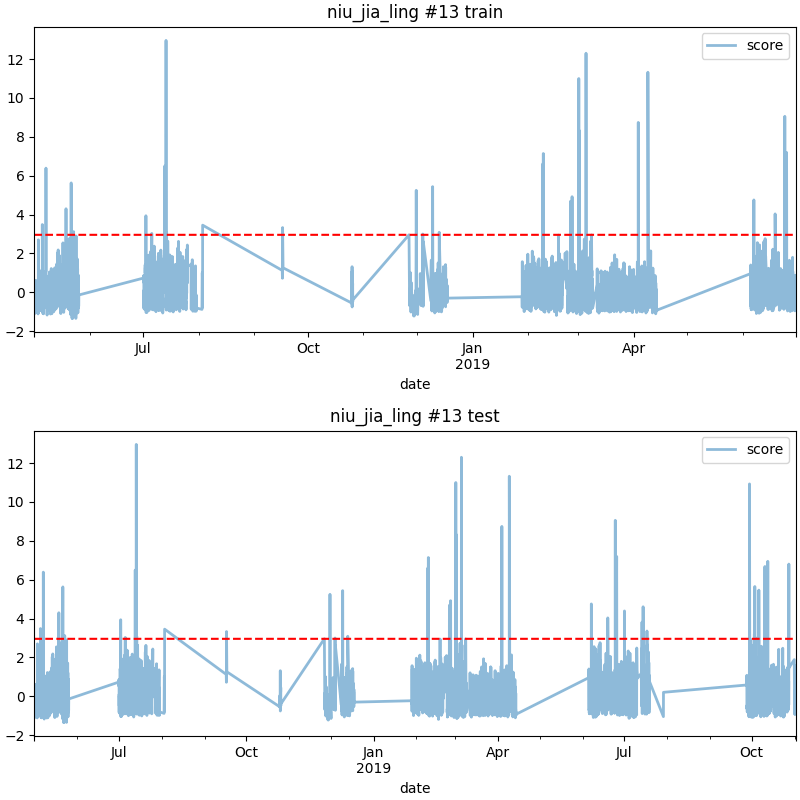 niu_jia_ling #13 train
score
12
10
8
6
4
2
0
−2
Jul
Oct
Jan
2019
Apr
date
niu_jia_ling #13 test
score
12
10
8
6
4
2
0
−2
Jul
Oct
Jan
2019
Apr
Jul
Oct
date